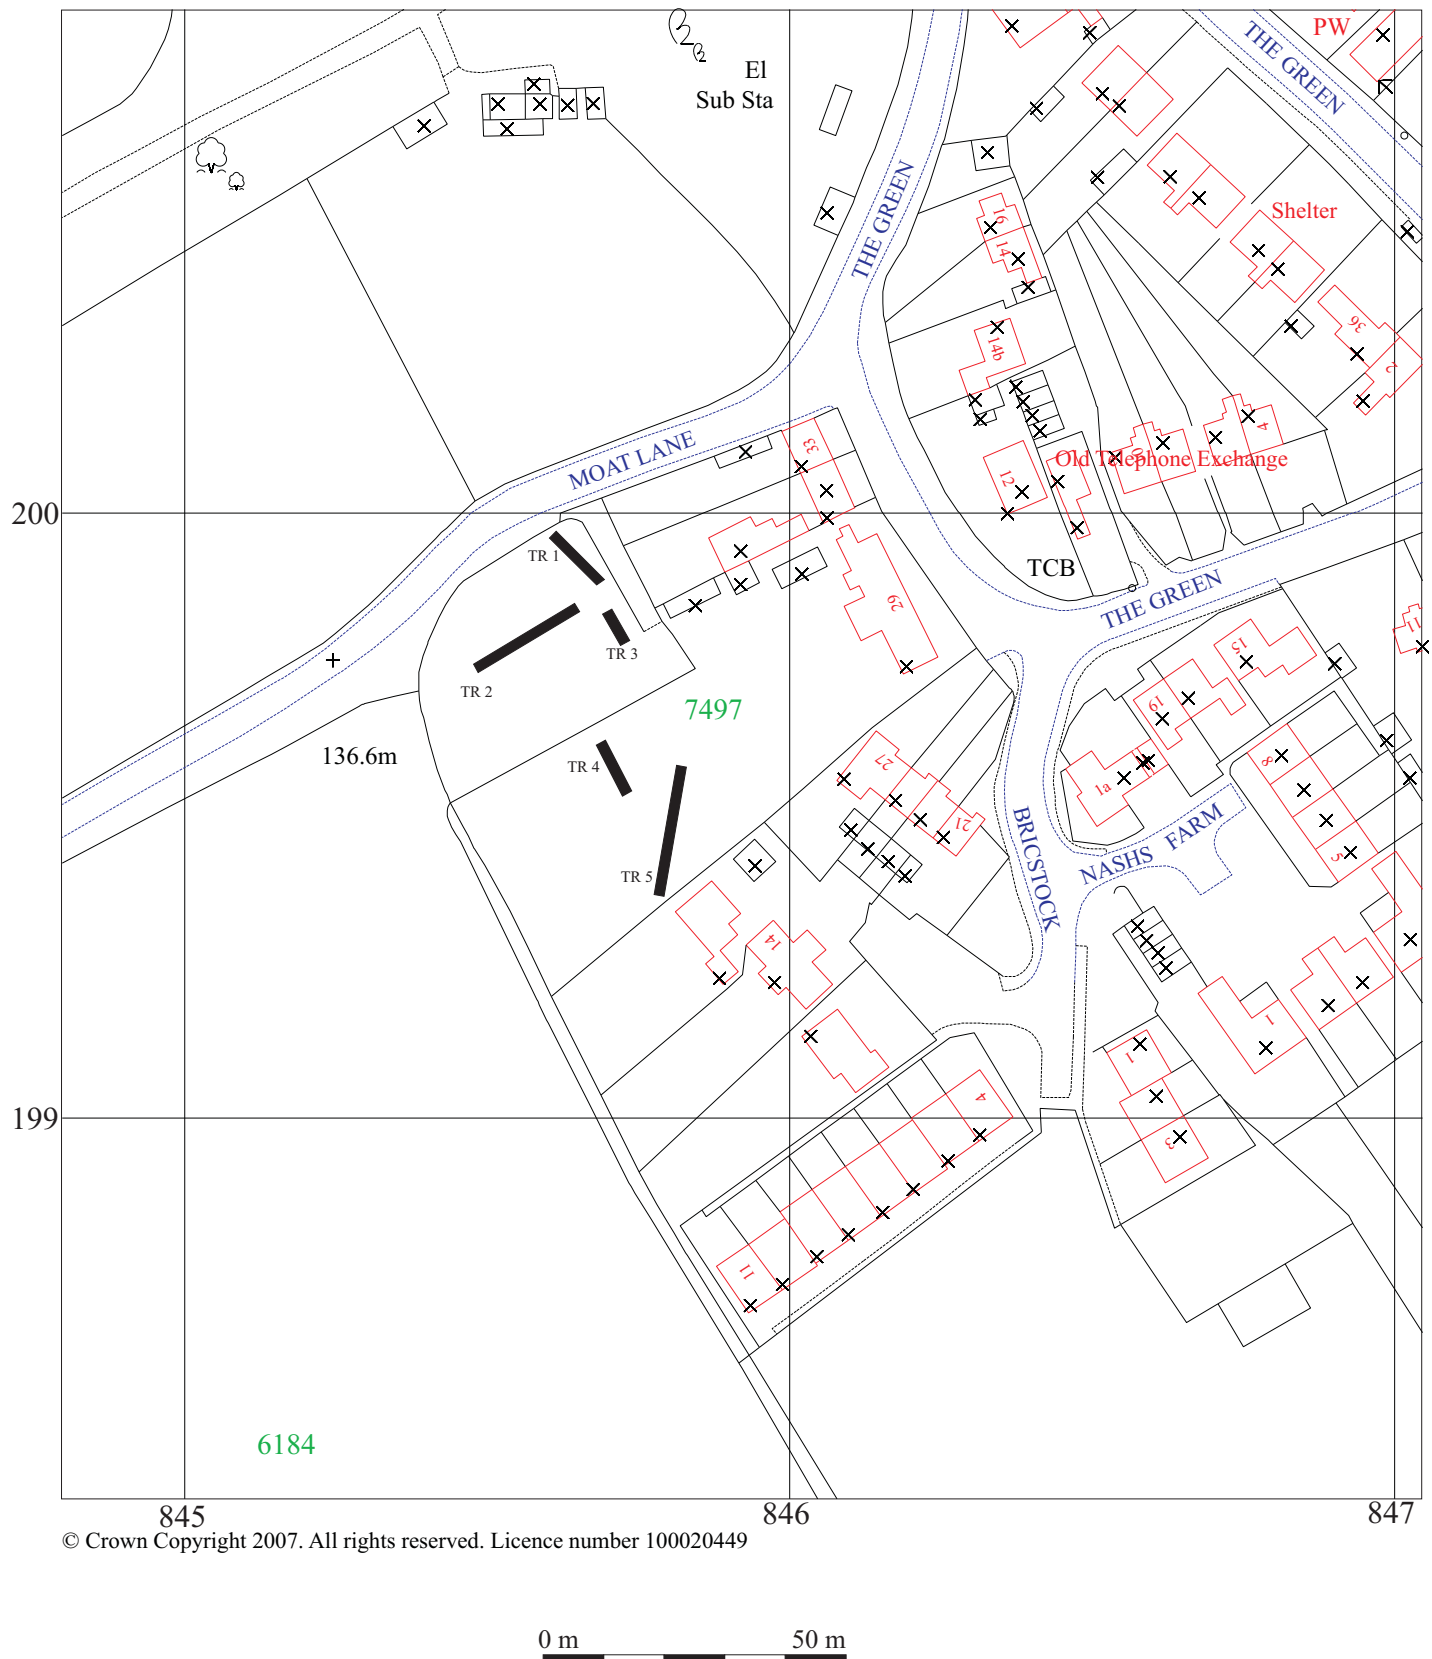 PW
THE GREEN
El
Sub Sta
THE GREEN
Shelter
16
14
14b
36
2
MOAT LANE
33
4
Old Telephone Exchange
12
200
TR 1
TCB
THE GREEN
29
TR 3
TR 2
15
19
7497
136.6m
TR 4
27
1a
8
21
BRICSTOCK
NASHS FARM
5
TR 5
14
1
1
4
199
3
11
6184
845
846
847
© Crown Copyright 2007. All rights reserved. Licence number 100020449
0 m
50 m